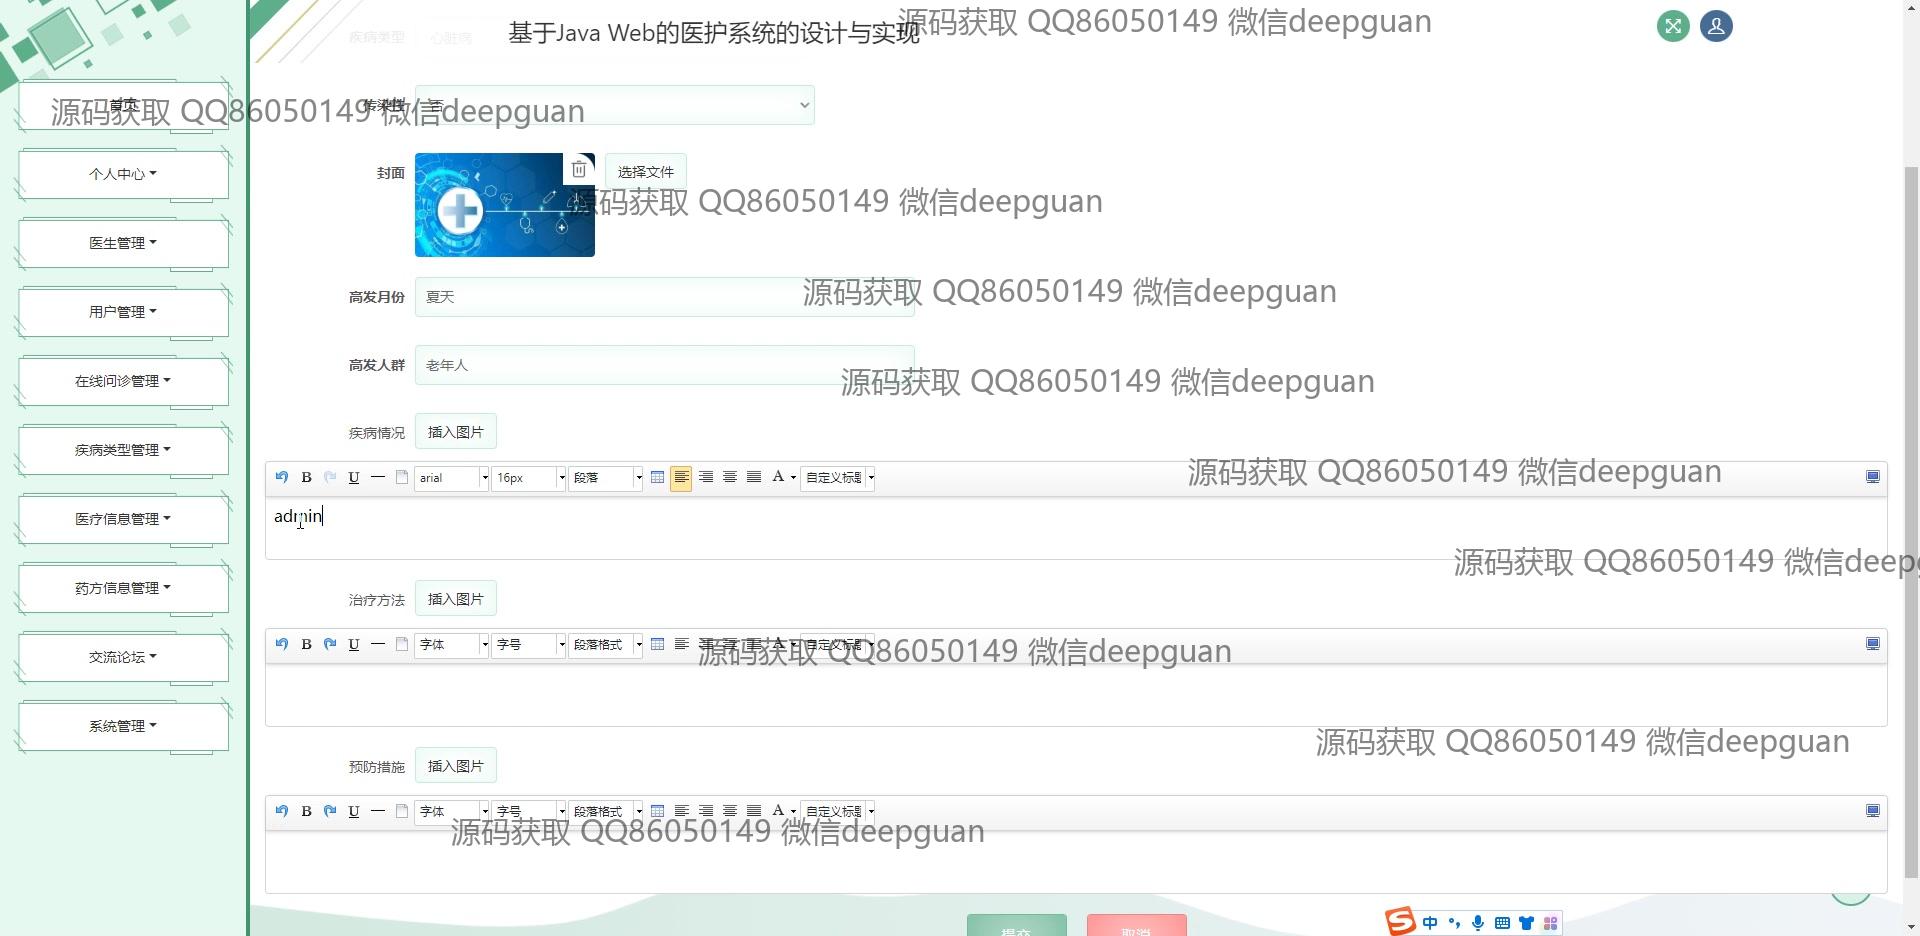 疾病类型 心脏病
基于Java Web的医护系统的设计与实现
源码获取 QQ86050149 微信deepguan
首页
源码获取 QQ86050149 微信deepguan
传染性 否
个人中心
封面 选择文件
源码获取 QQ86050149 微信deepguan
医生管理
高发月份 夏天
源码获取 QQ86050149 微信deepguan
用户管理
高发人群 老年人
源码获取 QQ86050149 微信deepguan
在线问诊管理
疾病情况 插入图片
疾病类型管理
B U arial 16px 段落 A 自定义标题
源码获取 QQ86050149 微信deepguan
admin
医疗信息管理
源码获取 QQ86050149 微信deep
药方信息管理
治疗方法 插入图片
B U 字体 字号 段落格式 A 自定义标题
源码获取 QQ86050149 微信deepguan
交流论坛
系统管理
源码获取 QQ86050149 微信deepguan
预防措施 插入图片
B U 字体 字号 段落格式 A 自定义标题
源码获取 QQ86050149 微信deepguan
提交 取消
S 中